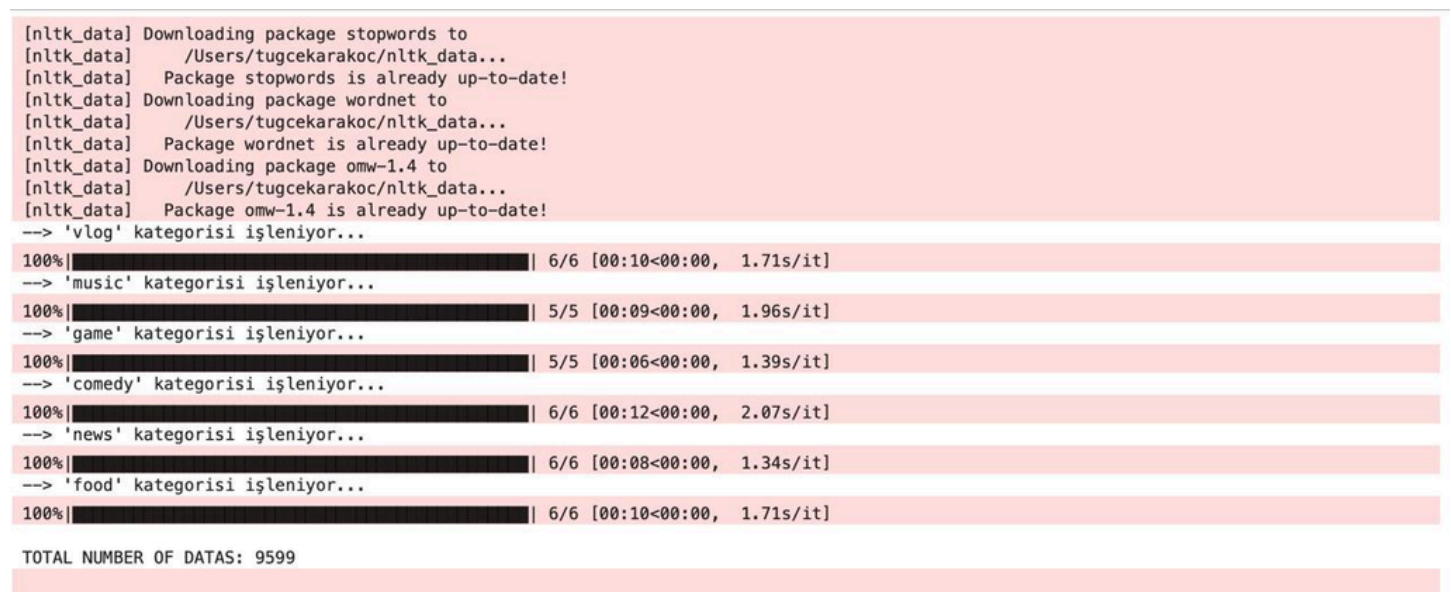 [nltk_data] Downloading package stopwords to
[nltk_data]     /Users/tugcekarakoc/nltk_data...
[nltk_data]   Package stopwords is already up-to-date!
[nltk_data] Downloading package wordnet to
[nltk_data]     /Users/tugcekarakoc/nltk_data...
[nltk_data]   Package wordnet is already up-to-date!
[nltk_data] Downloading package omw-1.4 to
[nltk_data]     /Users/tugcekarakoc/nltk_data...
[nltk_data]   Package omw-1.4 is already up-to-date!
--> 'vlog' kategorisi işleniyor...
100%|██████████| 6/6 [00:10<00:00,  1.71s/it]
--> 'music' kategorisi işleniyor...
100%|██████████| 5/5 [00:09<00:00,  1.96s/it]
--> 'game' kategorisi işleniyor...
100%|██████████| 5/5 [00:06<00:00,  1.39s/it]
--> 'comedy' kategorisi işleniyor...
100%|██████████| 6/6 [00:12<00:00,  2.07s/it]
--> 'news' kategorisi işleniyor...
100%|██████████| 6/6 [00:08<00:00,  1.34s/it]
--> 'food' kategorisi işleniyor...
100%|██████████| 6/6 [00:10<00:00,  1.71s/it]
TOTAL NUMBER OF DATAS: 9599